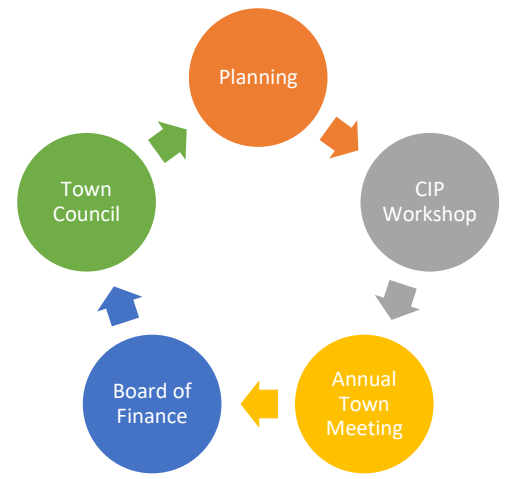 Planning
CIP
Workshop
Annual
Town
Meeting
Board of
Finance
Town
Council